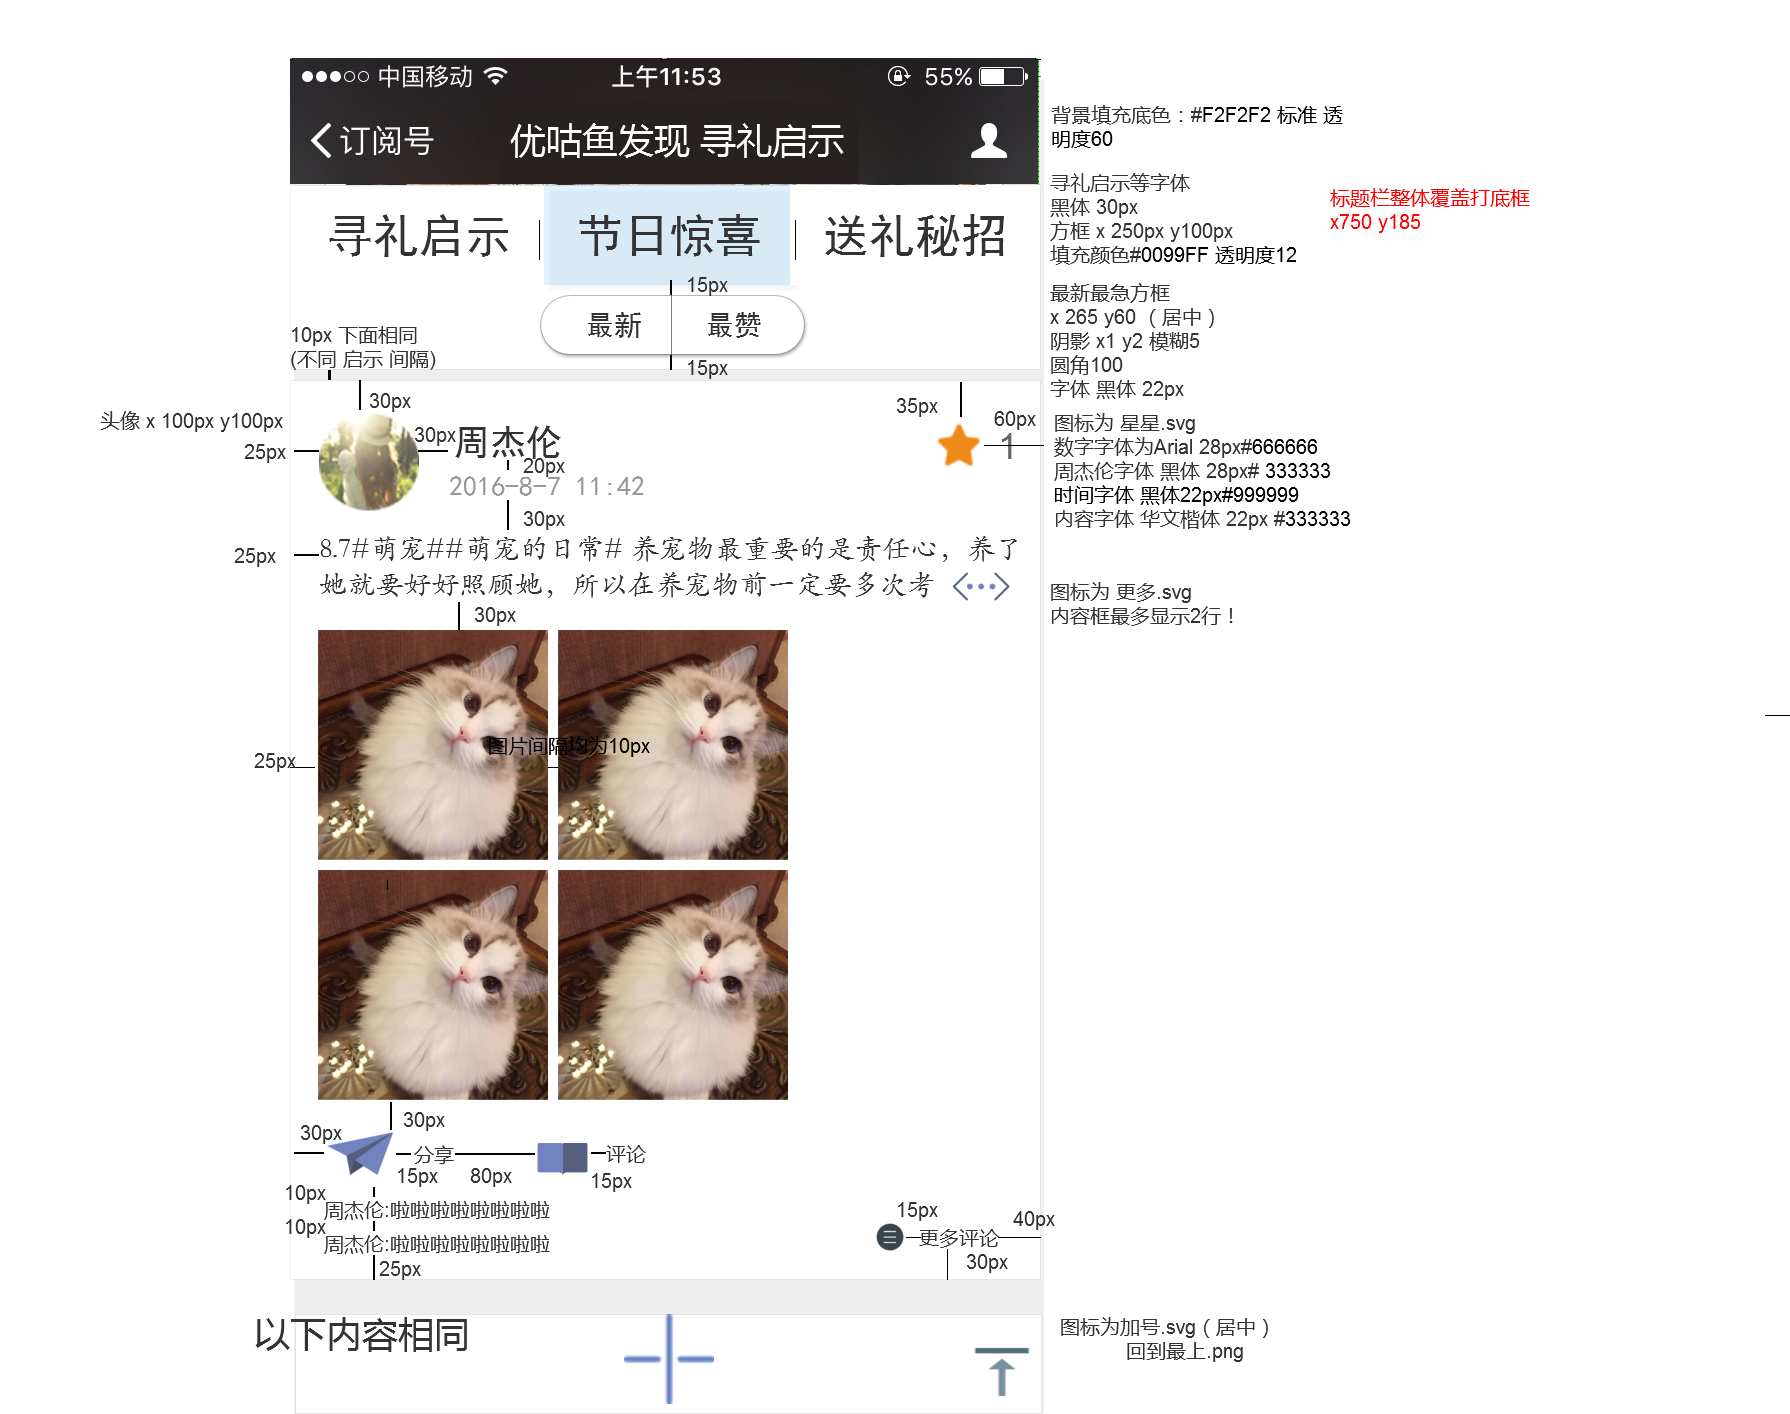 中国移动
上午11:53
55%
订阅号
优咕鱼发现 寻礼启示
背景填充底色：#F2F2F2 标准 透
明度60
寻礼启示
节日惊喜
送礼秘招
寻礼启示等字体
黑体 30px
方框 x 250px y100px
填充颜色#0099FF 透明度12
标题栏整体覆盖打底框
x750 y185
15px
最新
最赞
15px
最新最急方框
x 265 y60 （居中）
阴影 x1 y2 模糊5
圆角100
字体 黑体 22px
10px 下面相同
(不同 启示 间隔)
30px
头像 x 100px y100px
25px
30px
周杰伦
20px
2016-8-7 11:42
30px
35px
60px
1
图标为 星星.svg
数字字体为Arial 28px#666666
周杰伦字体 黑体 28px# 333333
时间字体 黑体22px#999999
内容字体 华文楷体 22px #333333
25px
8.7#萌宠##萌宠的日常# 养宠物最重要的是责任心，养了
她就要好好照顾她，所以在养宠物前一定要多次考
图标为 更多.svg
内容框最多显示2行！
30px
图片间隔均为10px
25px
30px
30px
分享
评论
15px
80px
15px
10px
周杰伦:啦啦啦啦啦啦啦啦
10px
周杰伦:啦啦啦啦啦啦啦啦
25px
15px
更多评论
40px
30px
以下内容相同
图标为加号.svg（居中）
回到最上.png